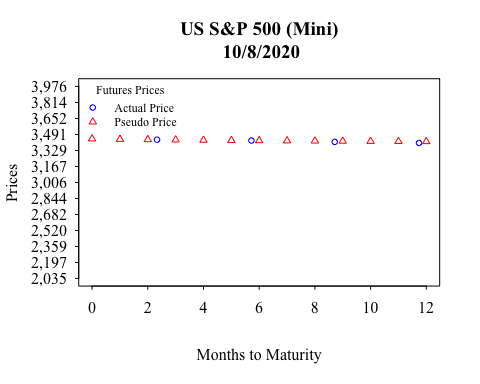 US S&P 500 (Mini)
10/8/2020
Futures Prices
Actual Price
Pseudo Price
Prices
3,976
3,814
3,652
3,491
3,329
3,167
3,006
2,844
2,682
2,520
2,359
2,197
2,035
0 2 4 6 8 10 12
Months to Maturity